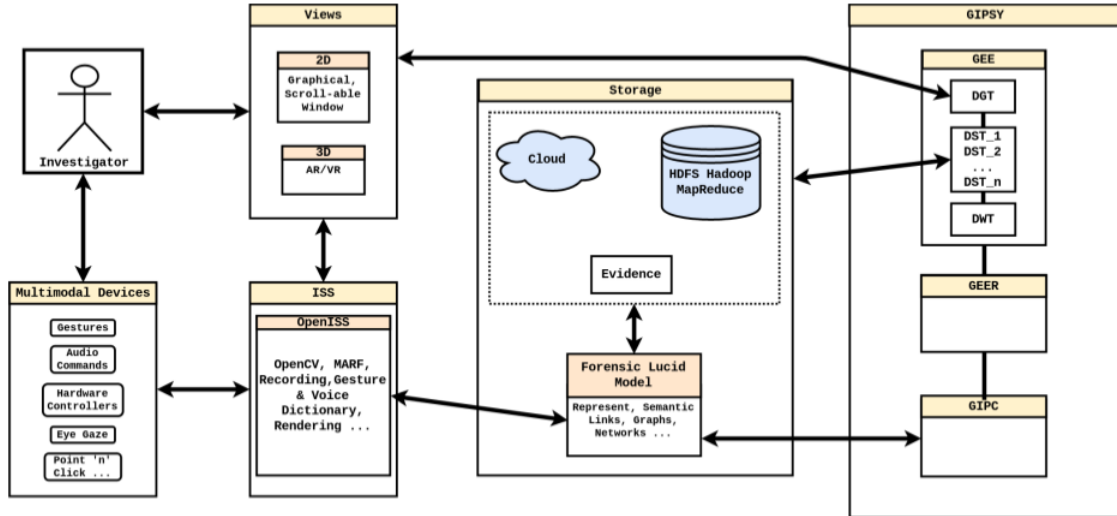 Views
2D
Graphical,
Scroll-able
Window
3D
AR/VR
Investigator
Multimodal Devices
Gestures
Audio
Commands
Hardware
Controllers
Eye Gaze
Point 'n'
Click ...
ISS
OpenISS
OpenCV, MARF,
Recording,Gesture
& Voice
Dictionary,
Rendering ...
Storage
Cloud
HDFS Hadoop
MapReduce
Evidence
Forensic Lucid
Model
Represent, Semantic
Links, Graphs,
Networks ...
GIPSY
GEE
DGT
DST_1
DST_2
...
DST_n
DWT
GEER
GIPC